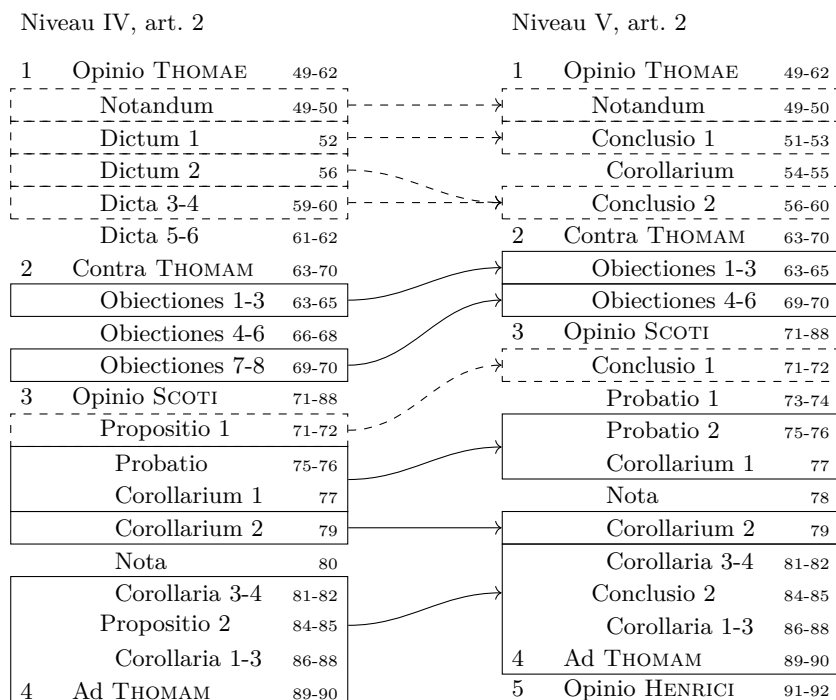 Niveau IV, art. 2
1 Opinio THOMAE 49-62
Notandum 49-50
Dictum 1 52
Dictum 2 56
Dicta 3-4 59-60
Dicta 5-6 61-62
2 Contra THOMAM 63-70
Obiectiones 1-3 63-65
Obiectiones 4-6 66-68
Obiectiones 7-8 69-70
3 Opinio SCOTI 71-88
Propositio 1 71-72
Probatio 75-76
Corollarium 1 77
Corollarium 2 79
Nota 80
Corollaria 3-4 81-82
Propositio 2 84-85
Corollaria 1-3 86-88
4 Ad THOMAM 89-90
Niveau V, art. 2
1 Opinio THOMAE 49-62
Notandum 49-50
Conclusio 1 51-53
Corollarium 54-55
Conclusio 2 56-60
2 Contra THOMAM 63-70
Obiectiones 1-3 63-65
Obiectiones 4-6 69-70
3 Opinio SCOTI 71-88
Conclusio 1 71-72
Probatio 1 73-74
Probatio 2 75-76
Corollarium 1 77
Nota 78
Corollarium 2 79
Corollaria 3-4 81-82
Conclusio 2 84-85
Corollaria 1-3 86-88
4 Ad THOMAM 89-90
5 Opinio HENRICI 91-92